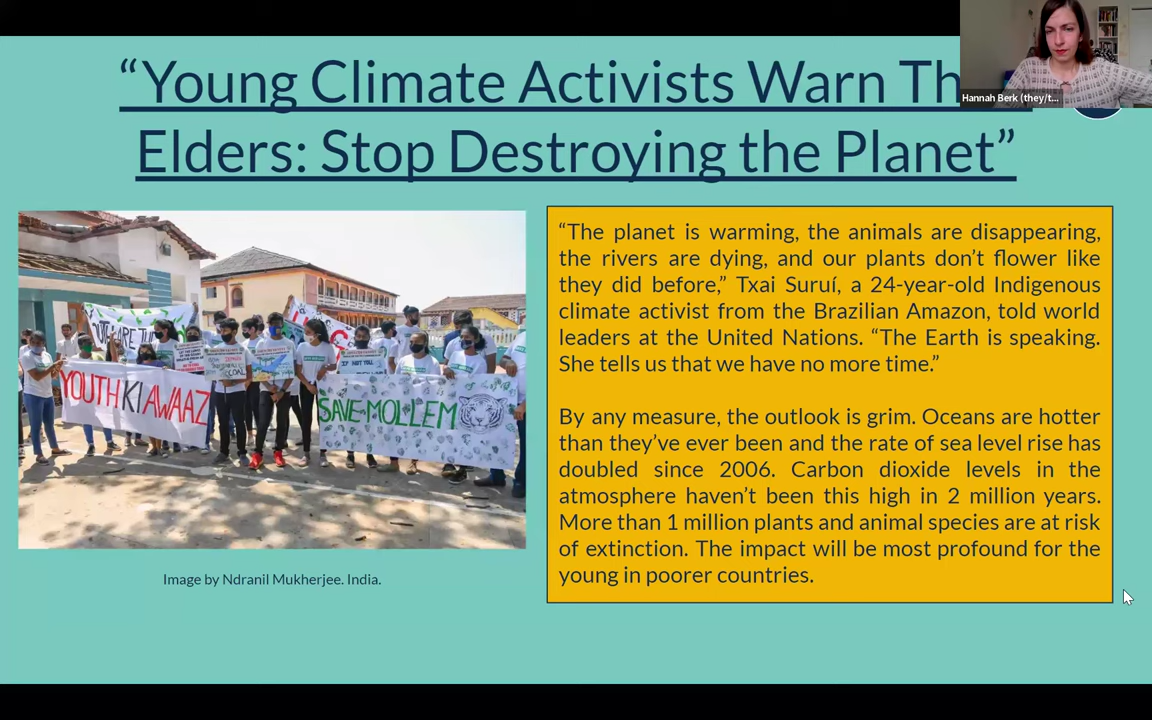 “Young Climate Activists Warn Th
Elders: Stop Destroying the Planet”
Hannah Berk (they/t...
“The planet is warming, the animals are disappearing,
the rivers are dying, and our plants don’t flower like
they did before,” Txai Suruí, a 24-year-old Indigenous
climate activist from the Brazilian Amazon, told world
leaders at the United Nations. “The Earth is speaking.
She tells us that we have no more time.”
By any measure, the outlook is grim. Oceans are hotter
than they’ve ever been and the rate of sea level rise has
doubled since 2006. Carbon dioxide levels in the
atmosphere haven’t been this high in 2 million years.
More than 1 million plants and animal species are at risk
of extinction. The impact will be most profound for the
young in poorer countries.
YOUTH KI AWAAZ
SAVE MOLLEM
Image by Ndranil Mukherjee. India.